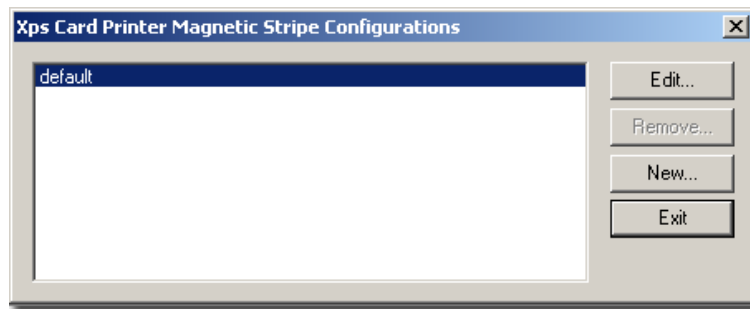 Xps Card Printer Magnetic Stripe Configurations
default
Edit...
Remove...
New...
Exit